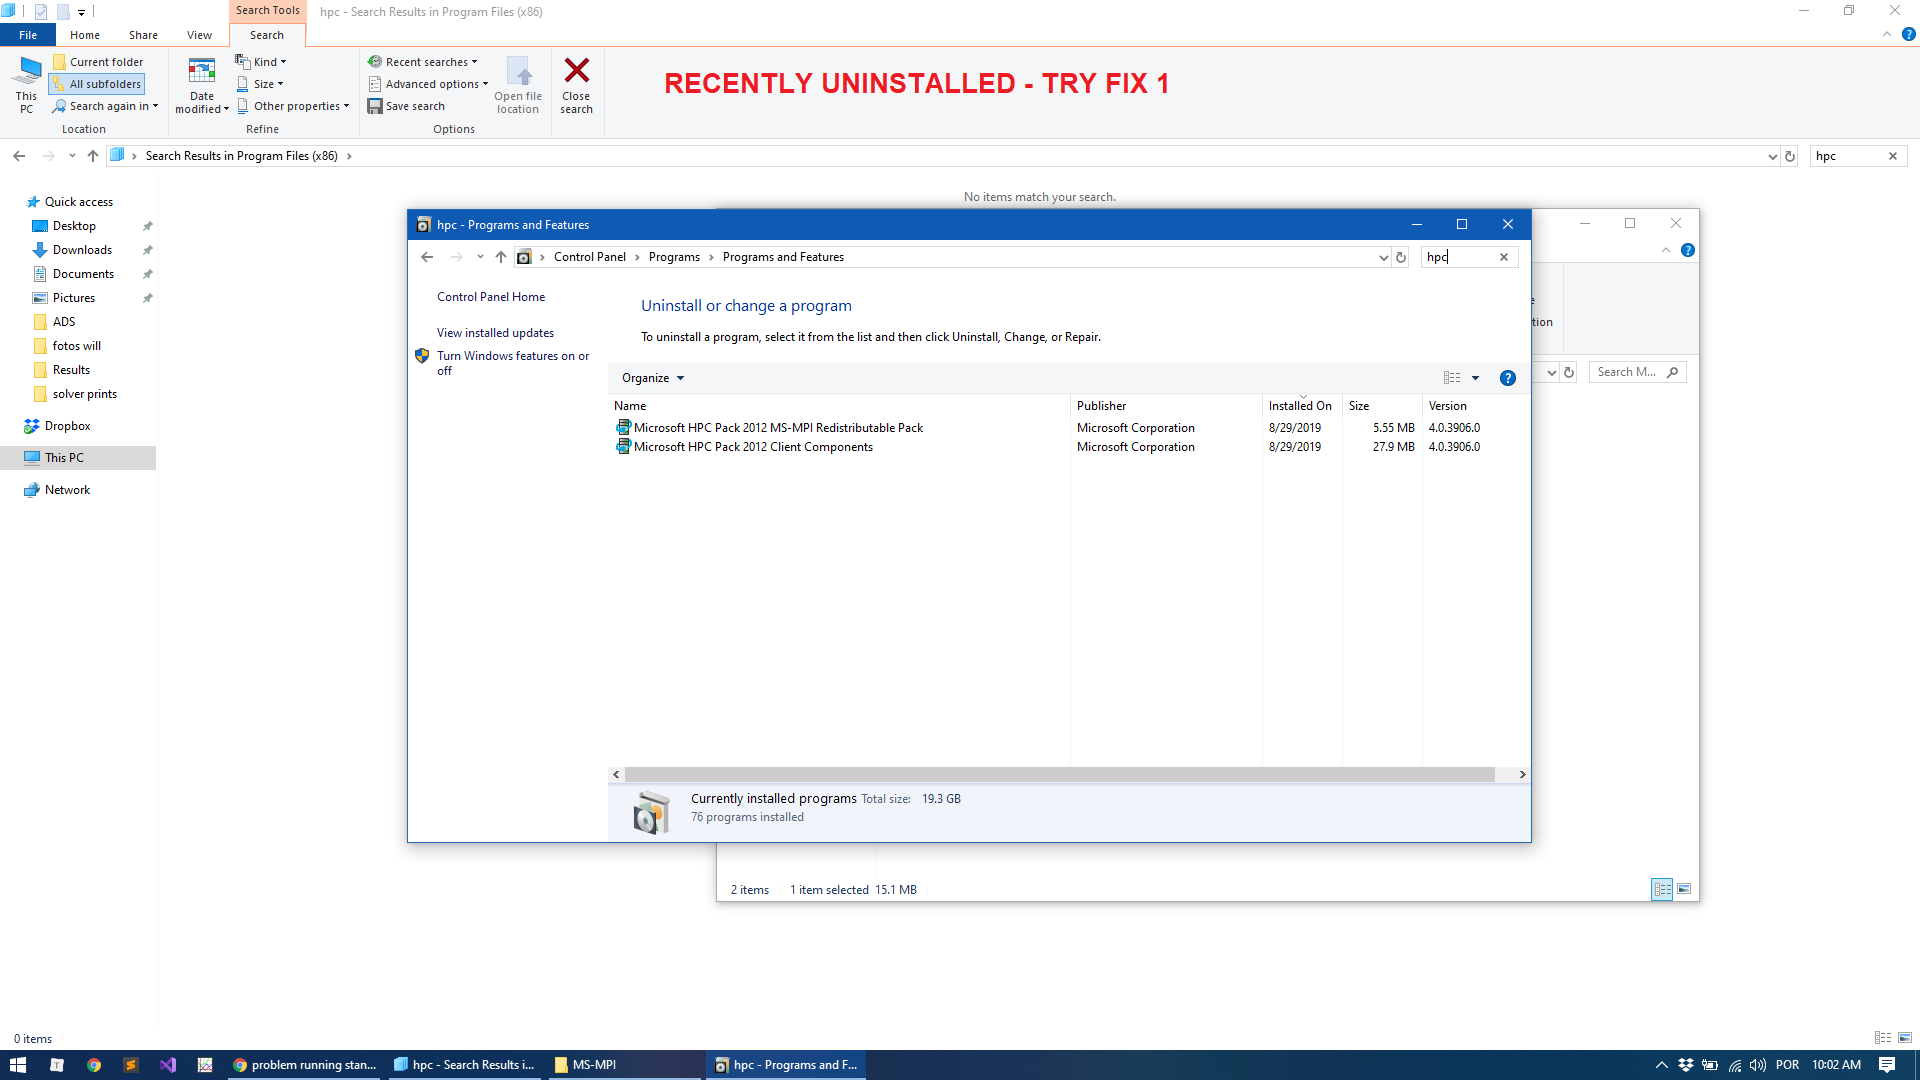 Search Tools
hpc - Search Results in Program Files (x86)
File
Home
Share
View
Search
This PC
Current folder
All subfolders
Search again in
Location
Date modified
Kind
Size
Other properties
Refine
Recent searches
Advanced options
Save search
Options
Open file location
Close search
RECENTLY UNINSTALLED - TRY FIX 1
Search Results in Program Files (x86)
hpc
No items match your search.
Quick access
Desktop
Downloads
Documents
Pictures
ADS
fotos will
Results
solver prints
Dropbox
This PC
Network
hpc - Programs and Features
Control Panel > Programs > Programs and Features
hpc
Control Panel Home
View installed updates
Turn Windows features on or off
Uninstall or change a program
To uninstall a program, select it from the list and then click Uninstall, Change, or Repair.
Organize
Name Publisher Installed On Size Version
Microsoft HPC Pack 2012 MS-MPI Redistributable Pack Microsoft Corporation 8/29/2019 5.55 MB 4.0.3906.0
Microsoft HPC Pack 2012 Client Components Microsoft Corporation 8/29/2019 27.9 MB 4.0.3906.0
Currently installed programs Total size: 19.3 GB
76 programs installed
Search M...
2 items 1 item selected 15.1 MB
0 items
problem running stan...
hpc - Search Results i...
MS-MPI
hpc - Programs and F...
POR
10:02 AM